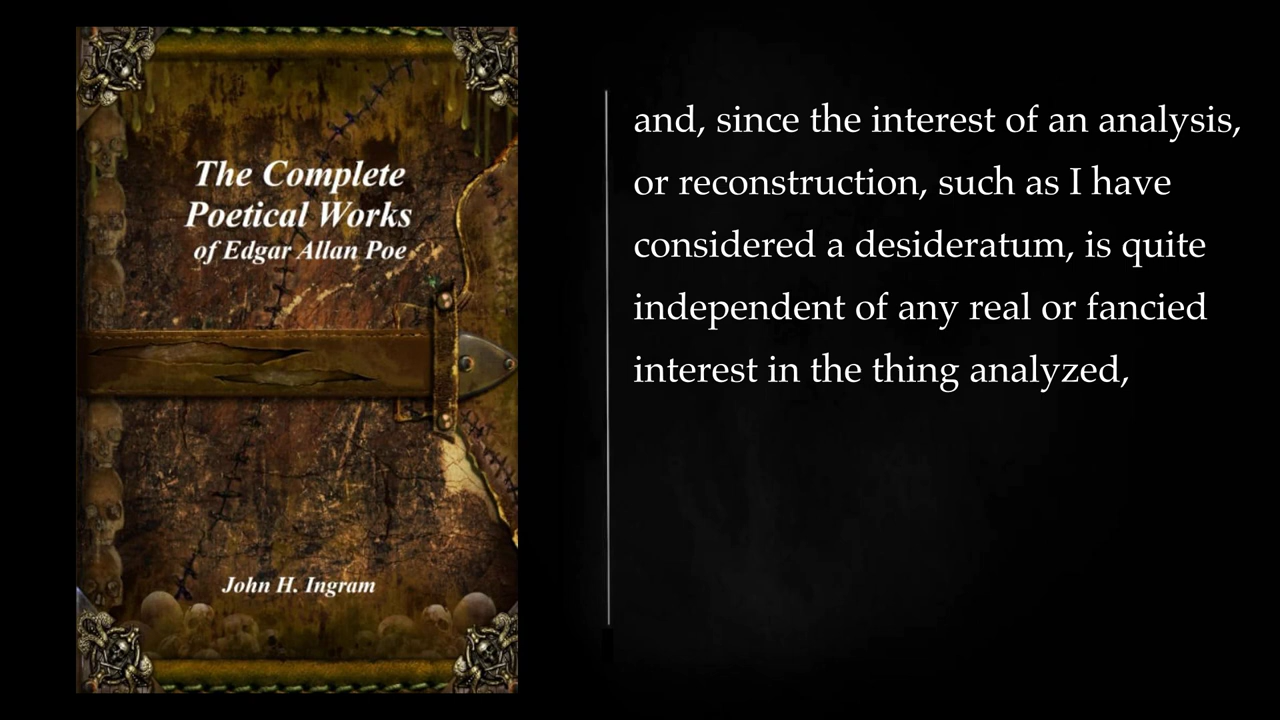 The Complete
Poetical Works
of Edgar Allan Poe
John H. Ingram
and, since the interest of an analysis,
or reconstruction, such as I have
considered a desideratum, is quite
independent of any real or fancied
interest in the thing analyzed,